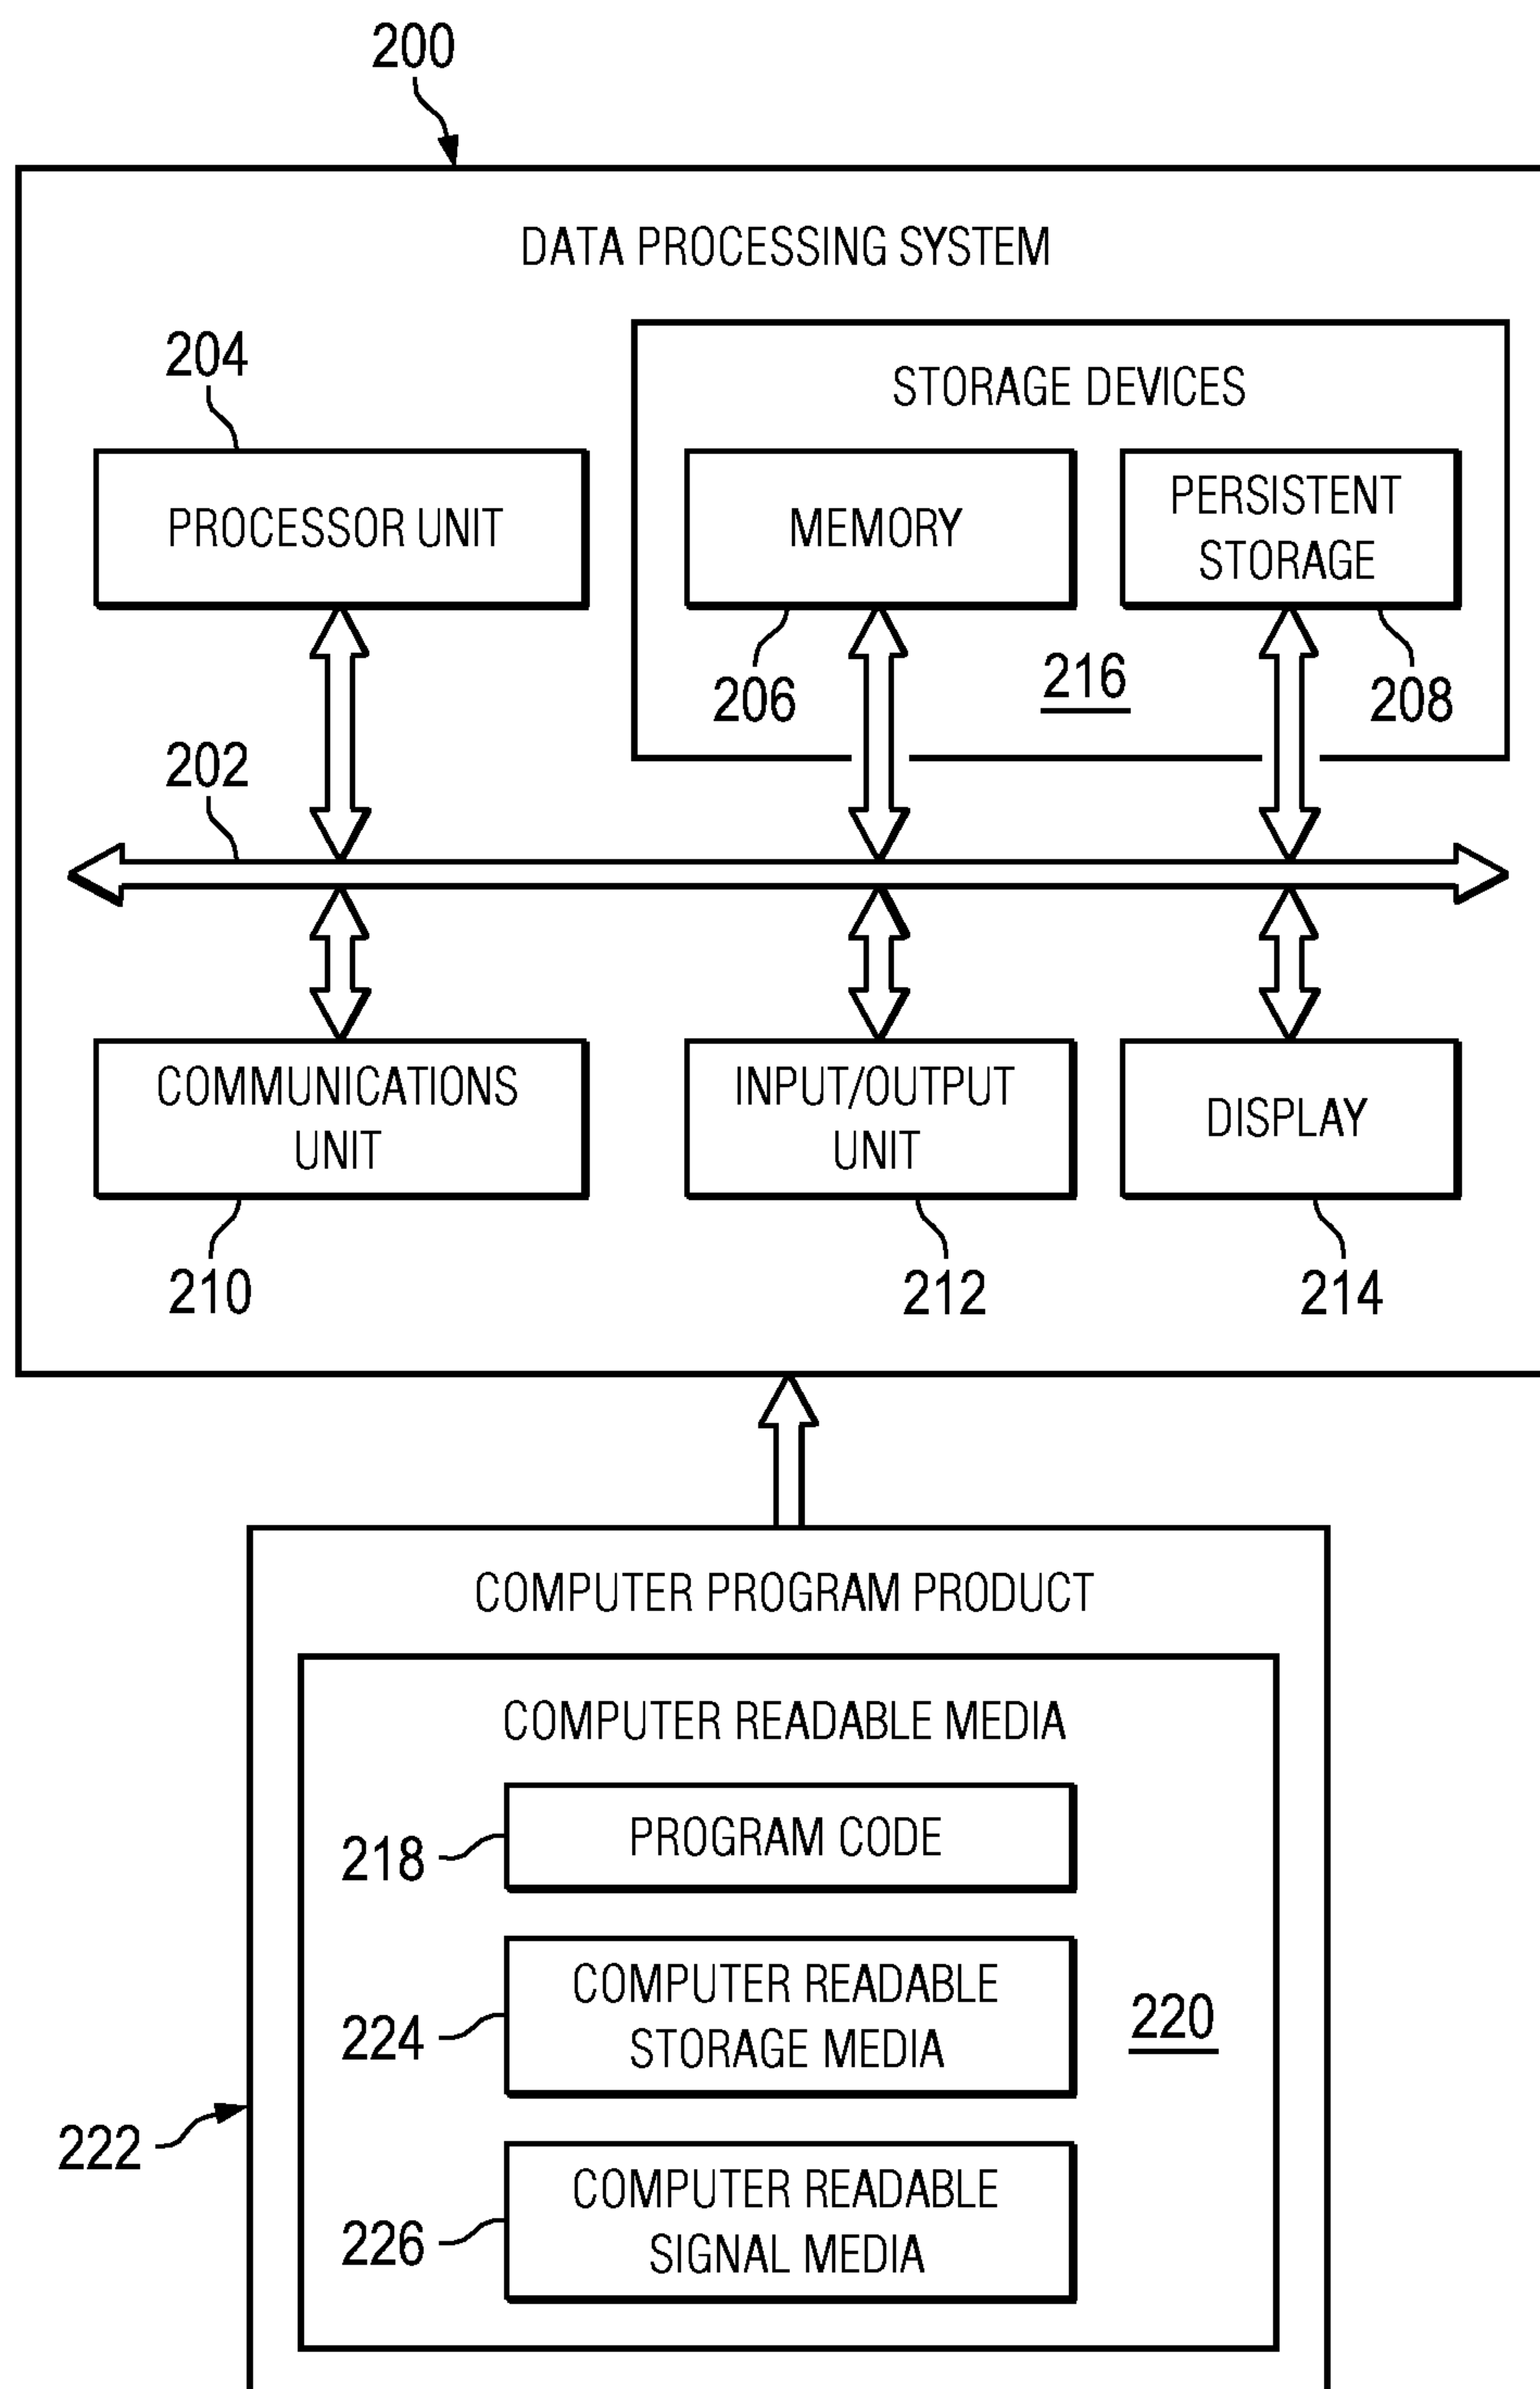 200
DATA PROCESSING SYSTEM
204
STORAGE DEVICES
PROCESSOR UNIT
MEMORY
PERSISTENT
STORAGE
206
216
208
202
COMMUNICATIONS
UNIT
INPUT/OUTPUT
UNIT
DISPLAY
210
212
214
COMPUTER PROGRAM PRODUCT
COMPUTER READABLE MEDIA
218
PROGRAM CODE
224
COMPUTER READABLE
STORAGE MEDIA
220
222
226
COMPUTER READABLE
SIGNAL MEDIA